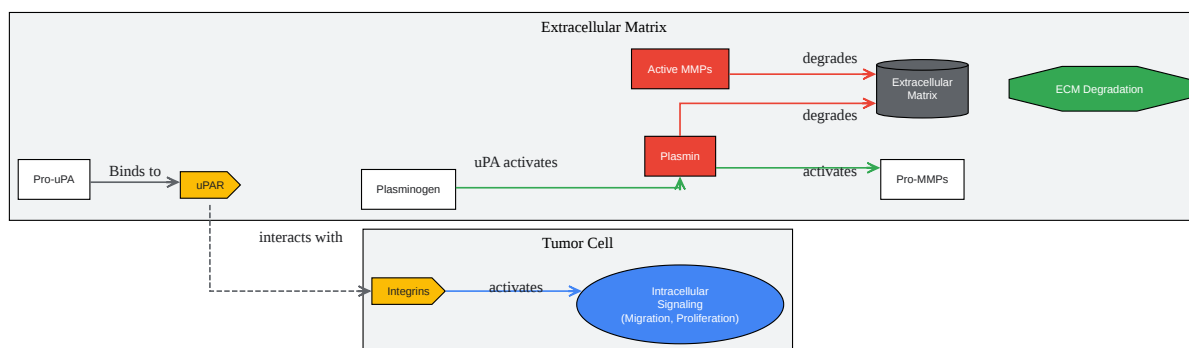 Extracellular Matrix
Active MMPs
degrades
Extracellular
Matrix
ECM Degradation
degrades
Pro-uPA
Binds to
uPAR
Plasminogen
uPA activates
Plasmin
activates
Pro-MMPs
interacts with
Tumor Cell
Integrins
activates
Intracellular
Signaling
(Migration, Proliferation)